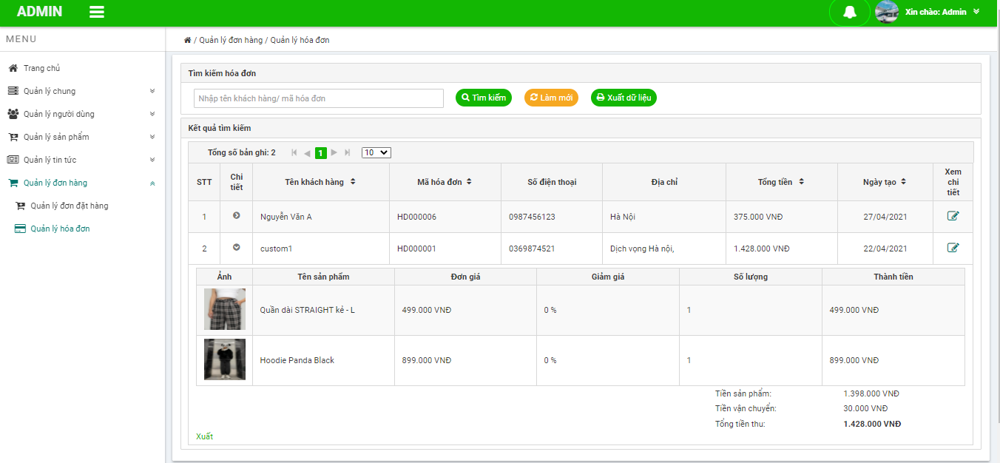 ADMIN
Xin chào: Admin
MENU
/ Quản lý đơn hàng / Quản lý hóa đơn
Trang chủ
Quản lý chung
Quản lý người dùng
Quản lý sản phẩm
Quản lý tin tức
Quản lý đơn hàng
Quản lý đơn đặt hàng
Quản lý hóa đơn
Tìm kiếm hóa đơn
Nhập tên khách hàng/ mã hóa đơn
Tìm kiếm
Làm mới
Xuất dữ liệu
Kết quả tìm kiếm
Tổng số bản ghi: 2
1
10
STT
Chi tiết
Tên khách hàng
Mã hóa đơn
Số điện thoại
Địa chỉ
Tổng tiền
Ngày tạo
Xem chi tiết
1 Nguyễn Văn A HD000006 0987456123 Hà Nội 375.000 VNĐ 27/04/2021
2 custom1 HD000001 0369874521 Dịch vọng Hà nội, 1.428.000 VNĐ 22/04/2021
Ảnh Tên sản phẩm Đơn giá Giảm giá Số lượng Thành tiền
Quần dài STRAIGHT kẻ - L 499.000 VNĐ 0 % 1 499.000 VNĐ
Hoodie Panda Black 899.000 VNĐ 0 % 1 899.000 VNĐ
Tiền sản phẩm: 1.398.000 VNĐ
Tiền vận chuyển: 30.000 VNĐ
Tổng tiền thu: 1.428.000 VNĐ
Xuất